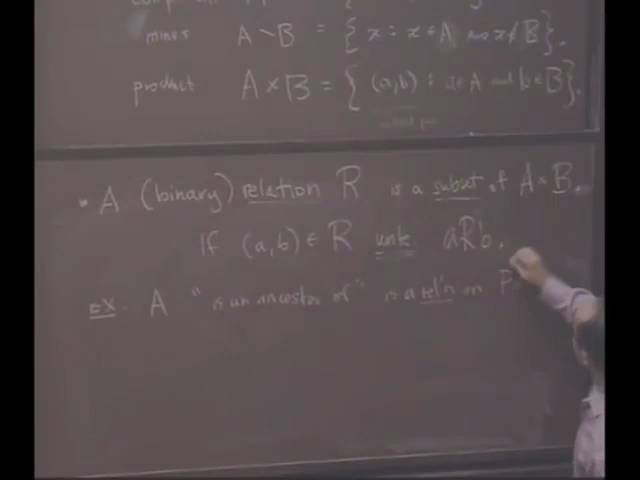 minus A ∖ B = { x : x ∈ A and x ∉ B }.
product A × B = { (a,b) : a ∈ A and b ∈ B }.
• A (binary) relation R is a subset of A × B.
If (a,b) ∈ R write aRb.
EX. A "is an ancestor of" is a rel'n on P